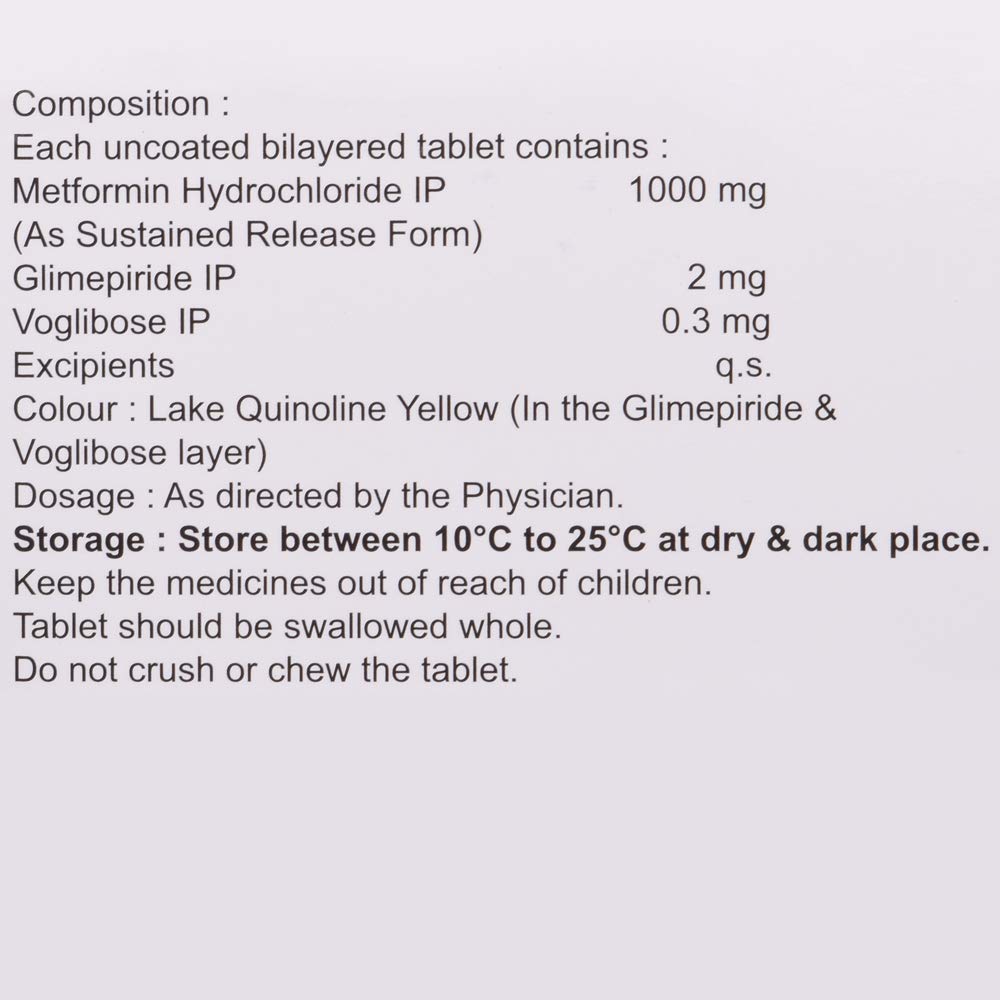 Composition :
Each uncoated bilayered tablet contains :
Metformin Hydrochloride IP 1000 mg
(As Sustained Release Form)
Glimepiride IP 2 mg
Voglibose IP 0.3 mg
Excipients q.s.
Colour : Lake Quinoline Yellow (In the Glimepiride &
Voglibose layer)
Dosage : As directed by the Physician.
Storage : Store between 10°C to 25°C at dry & dark place.
Keep the medicines out of reach of children.
Tablet should be swallowed whole.
Do not crush or chew the tablet.